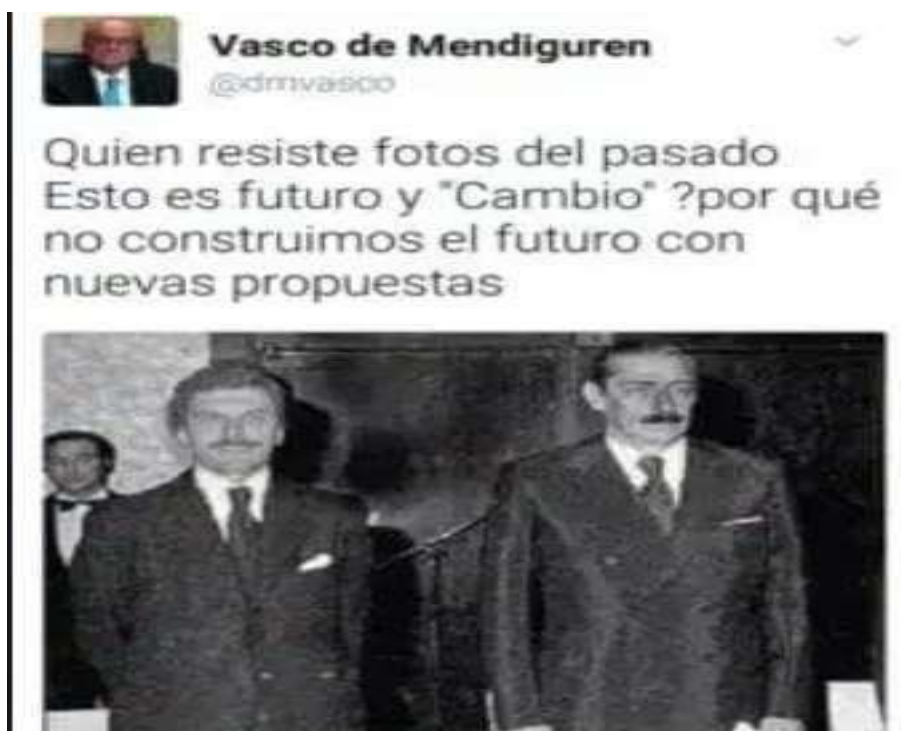 Vasco de Mendiguren
@dmvasco
Quien resiste fotos del pasado
Esto es futuro y "Cambio" ?por qué
no construimos el futuro con
nuevas propuestas